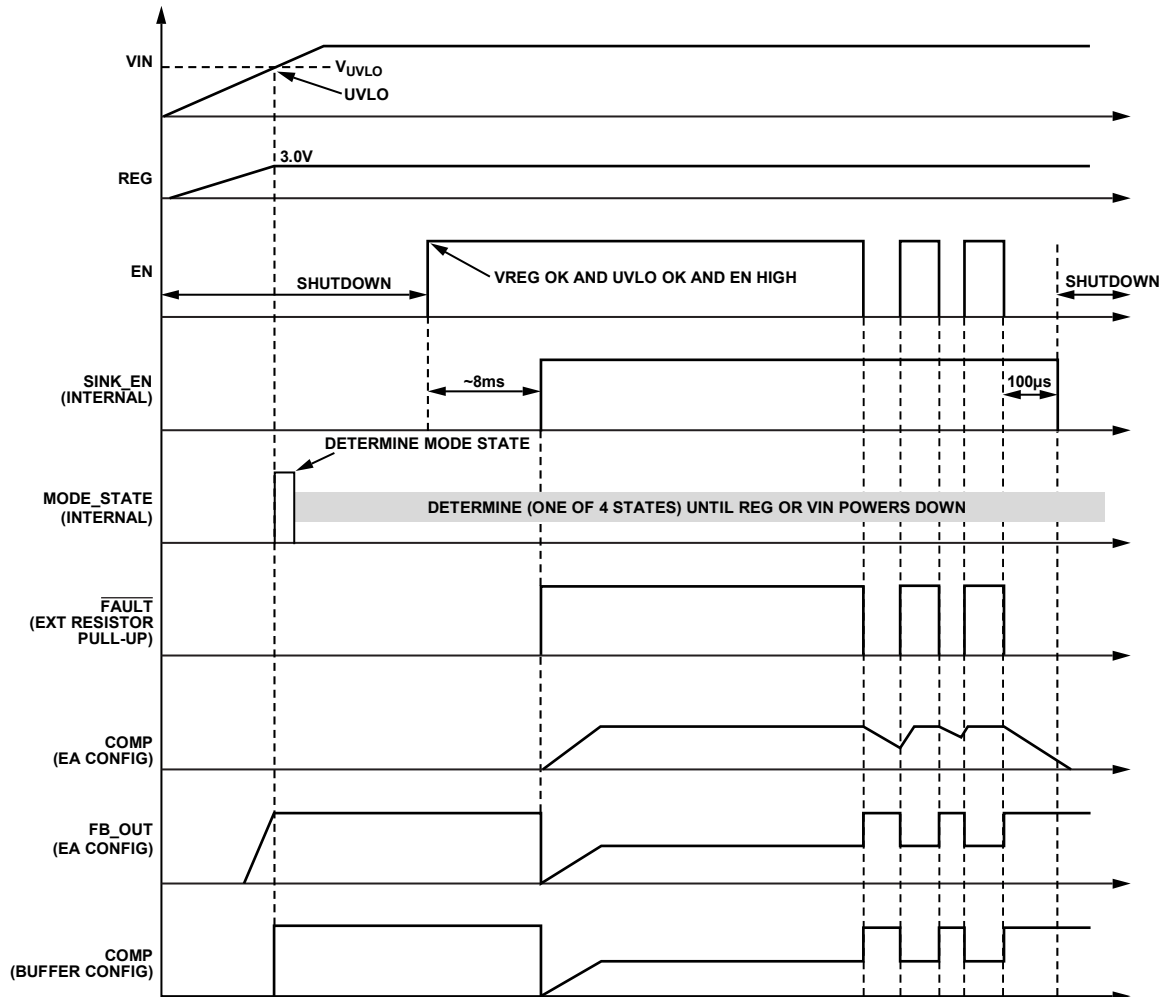 VIN
VUVLO
UVLO
3.0V
REG
EN
SHUTDOWN
VREG OK AND UVLO OK AND EN HIGH
SHUTDOWN
SINK_EN
(INTERNAL)
~8ms
100µs
DETERMINE MODE STATE
MODE_STATE
(INTERNAL)
DETERMINE (ONE OF 4 STATES) UNTIL REG OR VIN POWERS DOWN
FAULT
(EXT RESISTOR
PULL-UP)
COMP
(EA CONFIG)
FB_OUT
(EA CONFIG)
COMP
(BUFFER CONFIG)